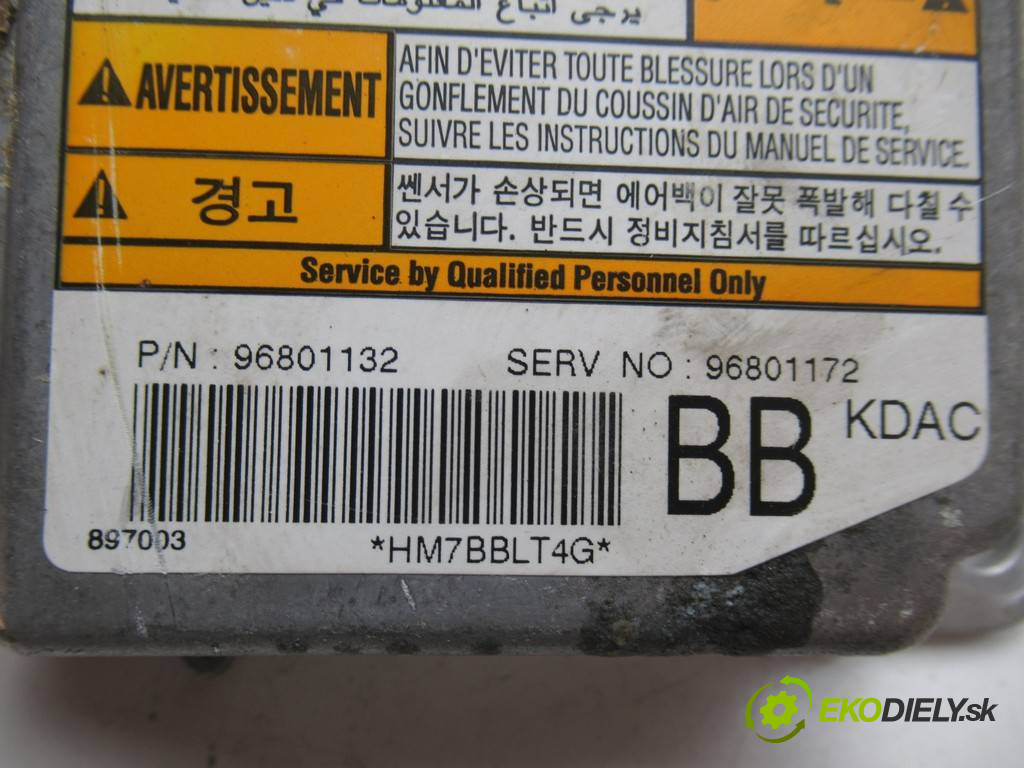 AVERTISSEMENT
AFIN D'EVITER TOUTE BLESSURE LORS D'UN
GONFLEMENT DU COUSSIN D'AIR DE SECURITE,
SUIVRE LES INSTRUCTIONS DU MANUEL DE SERVICE.
경고
쎈서가 손상되면 에어백이 잘못 폭발해 다칠 수
있습니다. 반드시 정비지침서를 따르십시오.
Service by Qualified Personnel Only
P/N : 96801132 SERV NO : 96801172
BB KDAC
897003 *HM7BBLT4G*
EKODIELY.sk